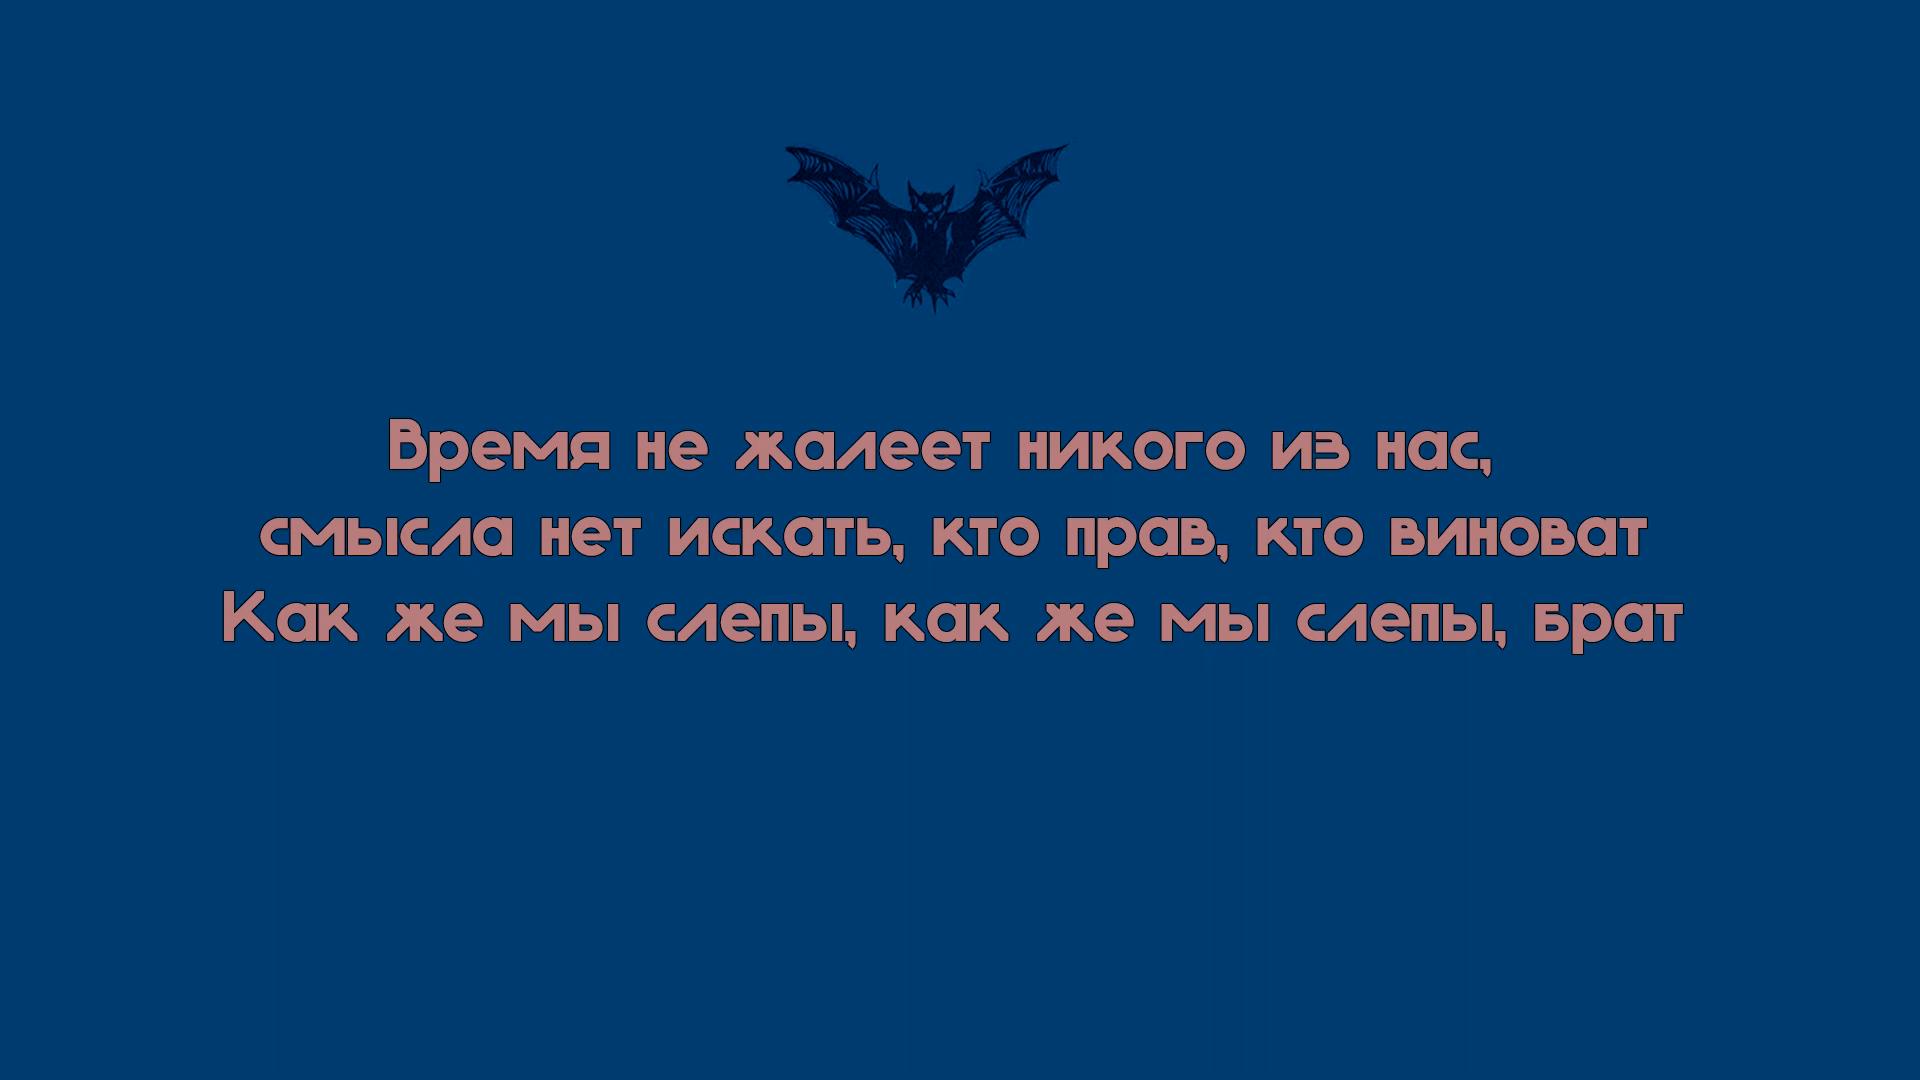 Время не жалеет никого из нас,
смысла нет искать, кто прав, кто виноват
Как же мы слепы, как же мы слепы, брат